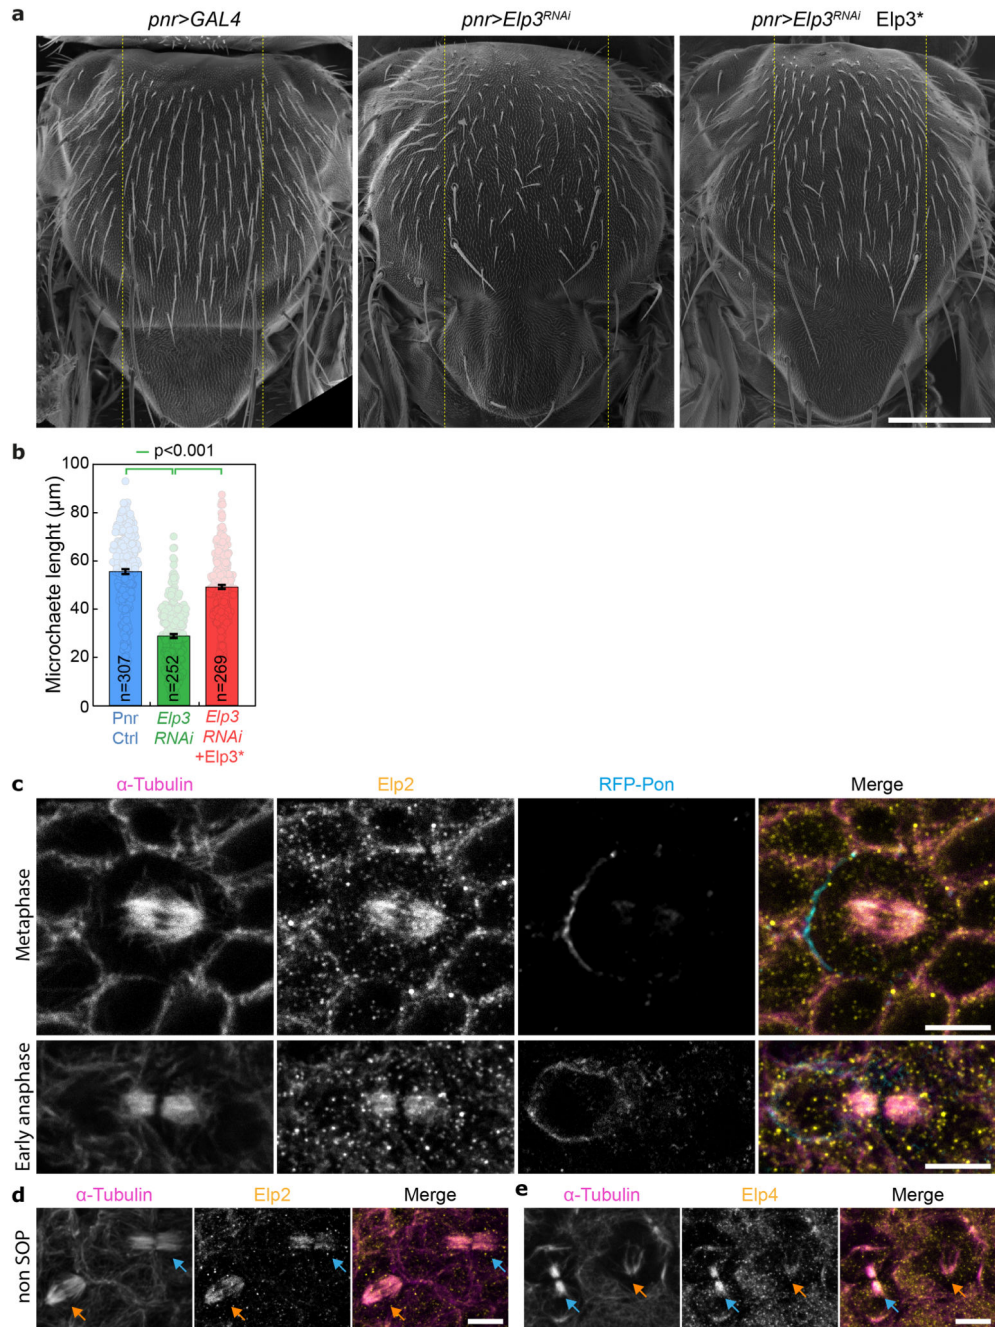 a
pnr>GAL4 pnr>Elp3RNAi pnr>Elp3RNAi Elp3*
b
p<0.001
Microchaete lenght (µm)
100
80
60
40
20
0
n=307 n=252 n=269
Pnr Elp3 Elp3
Ctrl RNAi RNAi
+Elp3*
c
α-Tubulin Elp2 RFP-Pon Merge
Metaphase
Early anaphase
d e
α-Tubulin Elp2 Merge α-Tubulin Elp4 Merge
non SOP